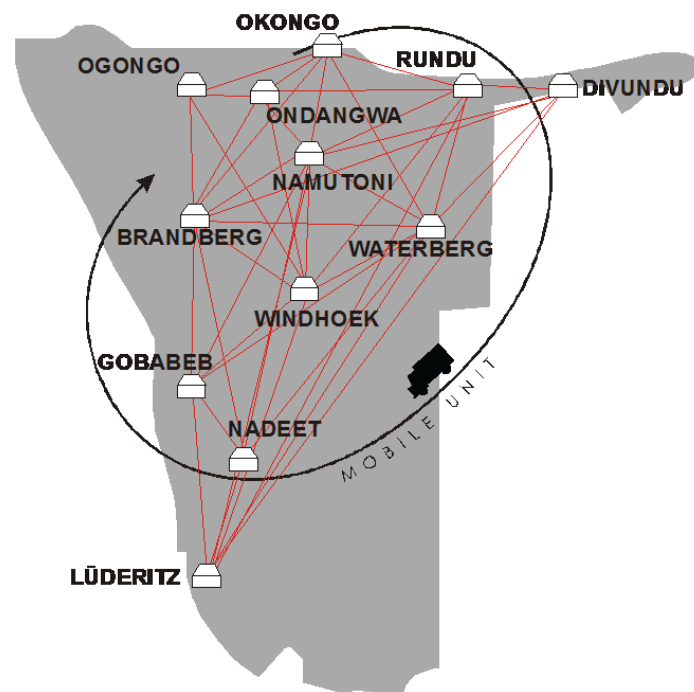 OKONGO
OGONGO
RUNDU
DIVUNDU
ONDANGWA
NAMUTONI
BRANDBERG
WATERBERG
WINDHOEK
GOBABEB
NADEET
MOBILE UNIT
LŪDERITZ